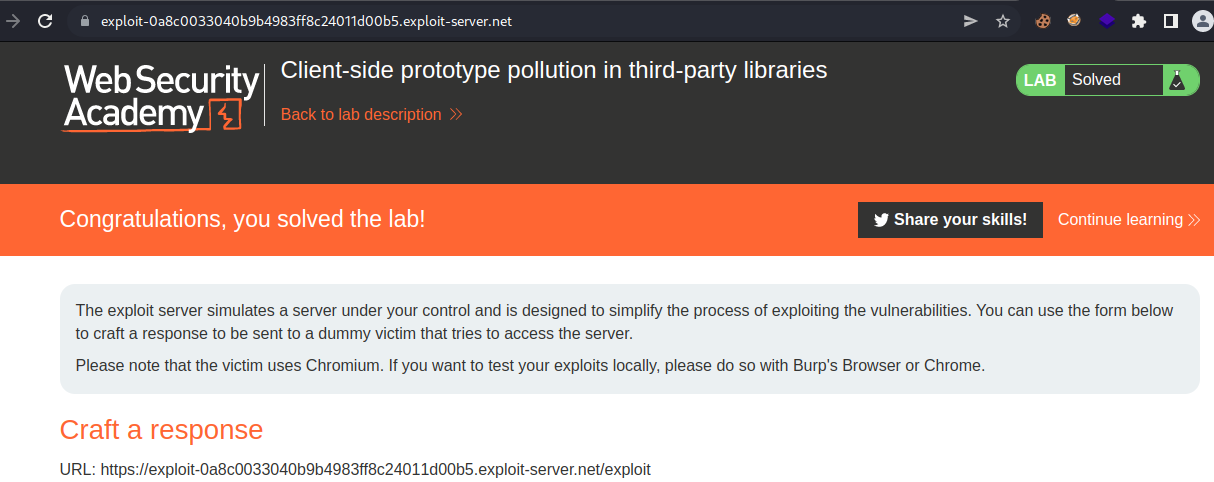 exploit-0a8c0033040b9b4983ff8c24011d00b5.exploit-server.net
Web Security
Academy
Client-side prototype pollution in third-party libraries
Back to lab description
LAB Solved
Congratulations, you solved the lab!
Share your skills! Continue learning
The exploit server simulates a server under your control and is designed to simplify the process of exploiting the vulnerabilities. You can use the form below
to craft a response to be sent to a dummy victim that tries to access the server.
Please note that the victim uses Chromium. If you want to test your exploits locally, please do so with Burp's Browser or Chrome.
Craft a response
URL: https://exploit-0a8c0033040b9b4983ff8c24011d00b5.exploit-server.net/exploit